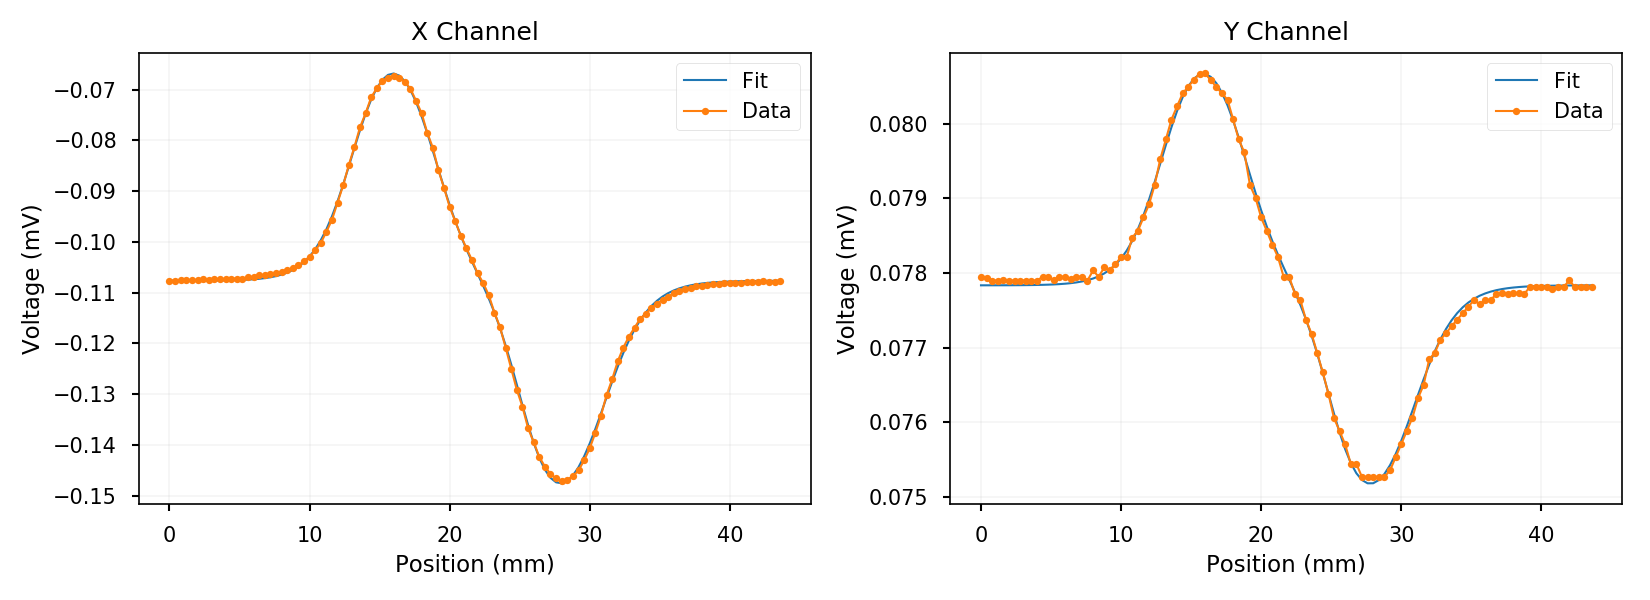 X Channel
Voltage (mV)
−0.07
−0.08
−0.09
−0.10
−0.11
−0.12
−0.13
−0.14
−0.15
Fit
Data
0 10 20 30 40
Position (mm)
Y Channel
Voltage (mV)
0.080
0.079
0.078
0.077
0.076
0.075
Fit
Data
0 10 20 30 40
Position (mm)